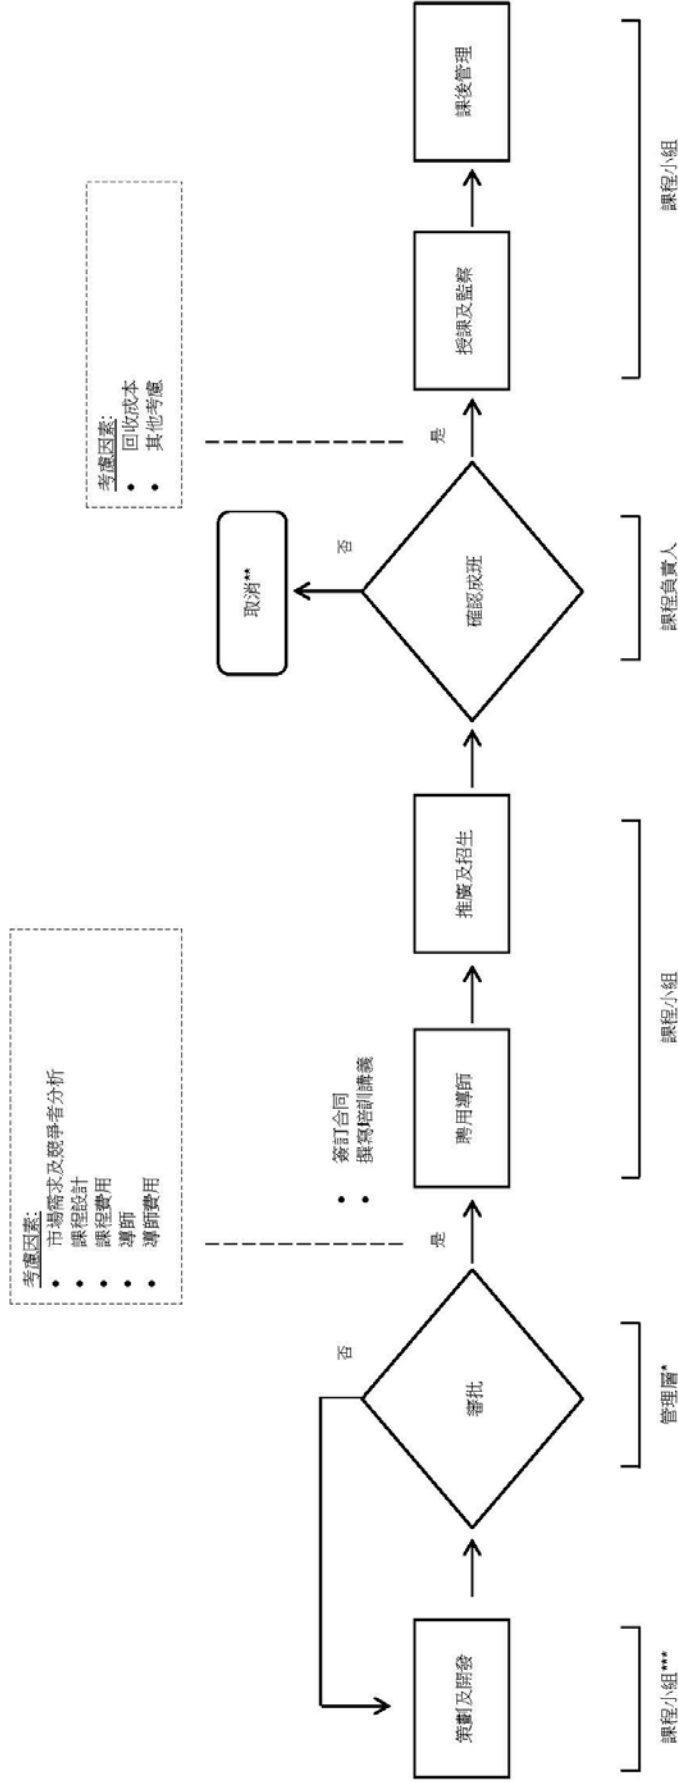 考慮因素:
• 市場需求及競爭者分析
• 課程設計
• 課程費用
• 導師
• 導師費用
考慮因素:
• 回收成本
• 其他考慮
取消**
否
否
• 簽訂合同
• 撰寫培訓講義
是
是
策劃及開發
審批
聘用導師
推廣及招生
確認成班
授課及監察
課後管理
課程小組***
管理層*
課程小組
課程負責人
課程小組